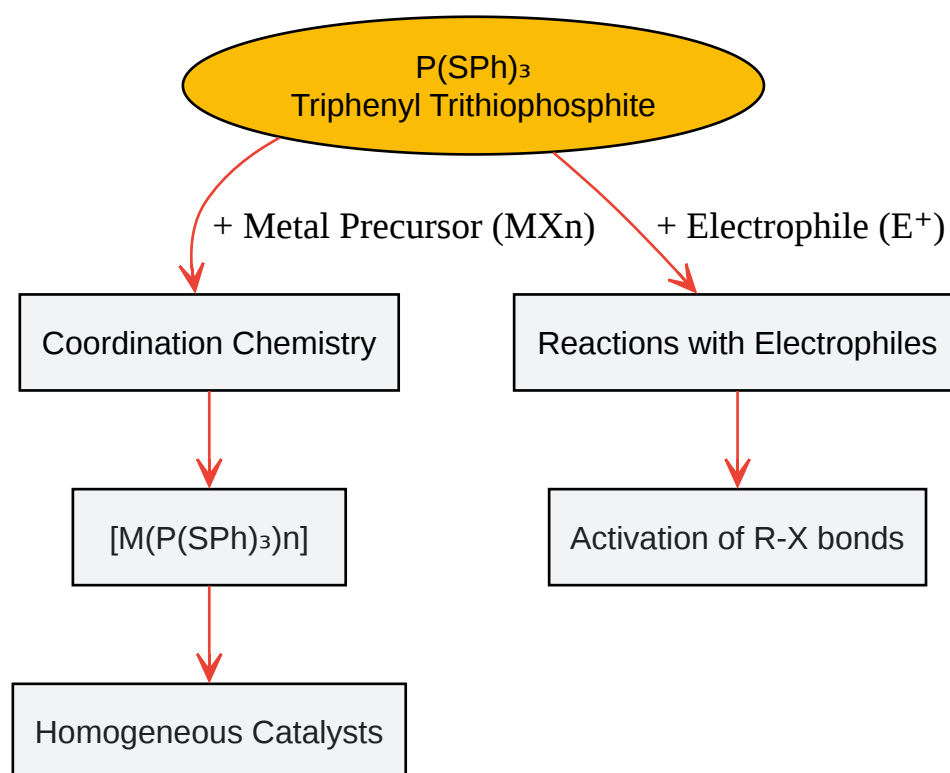 P(SPh)₃
Triphenyl Trithiophosphite
+ Metal Precursor (MXn)
+ Electrophile (E⁺)
Coordination Chemistry
Reactions with Electrophiles
[M(P(SPh)₃)n]
Activation of R-X bonds
Homogeneous Catalysts